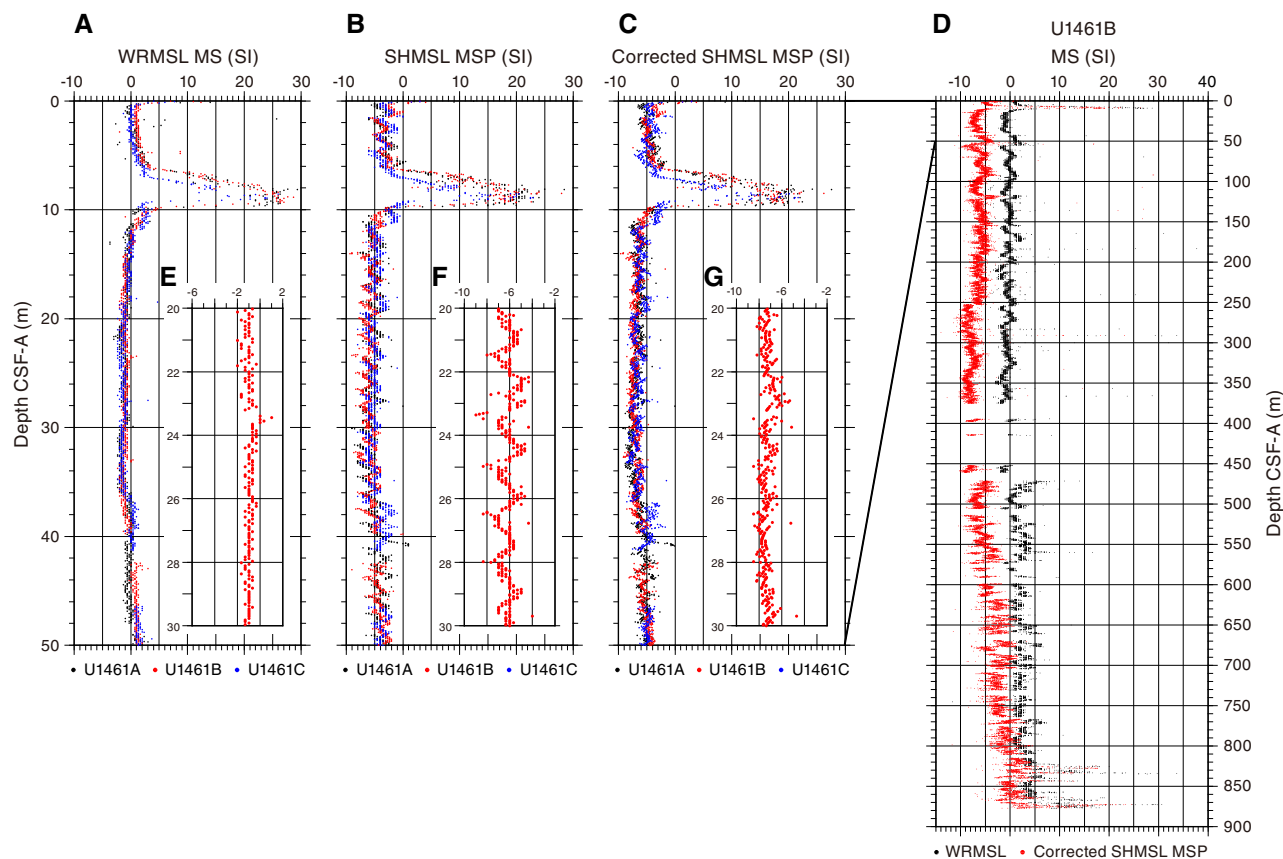 A
B
C
D
U1461B
WRMSL MS (SI)
SHMSL MSP (SI)
Corrected SHMSL MSP (SI)
MS (SI)
-10 0 10 20 30
-10 0 10 20 30
-10 0 10 20 30
-10 0 10 20 30 40
0
10
20
30
40
50
Depth CSF-A (m)
E
-6 -2 2
20
22
24
26
28
30
F
-10 -6 -2
20
22
24
26
28
30
G
-10 -6 -2
20
22
24
26
28
30
0
50
100
150
200
250
300
350
400
450
500
550
600
650
700
750
800
850
900
Depth CSF-A (m)
• U1461A • U1461B • U1461C
• U1461A • U1461B • U1461C
• U1461A • U1461B • U1461C
• WRMSL • Corrected SHMSL MSP